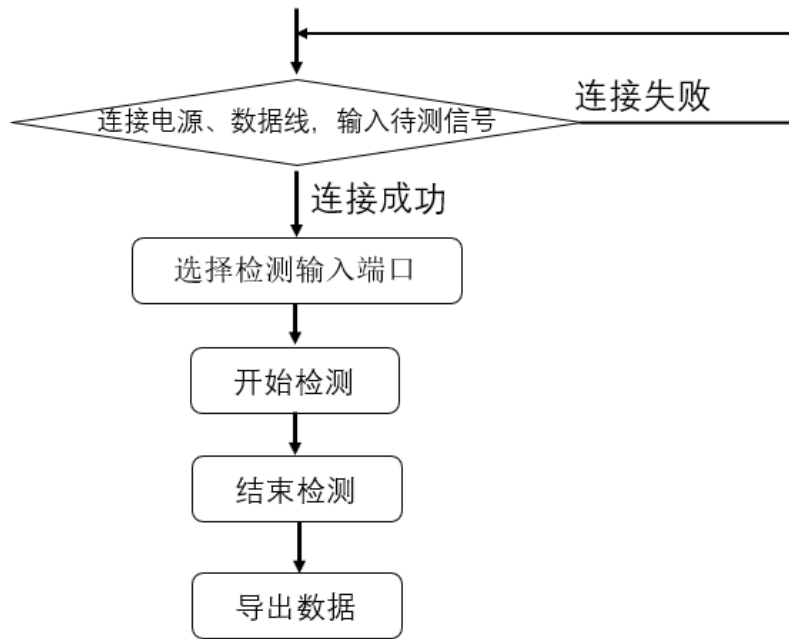 连接失败
连接电源、数据线，输入待测信号
连接成功
选择检测输入端口
开始检测
结束检测
导出数据